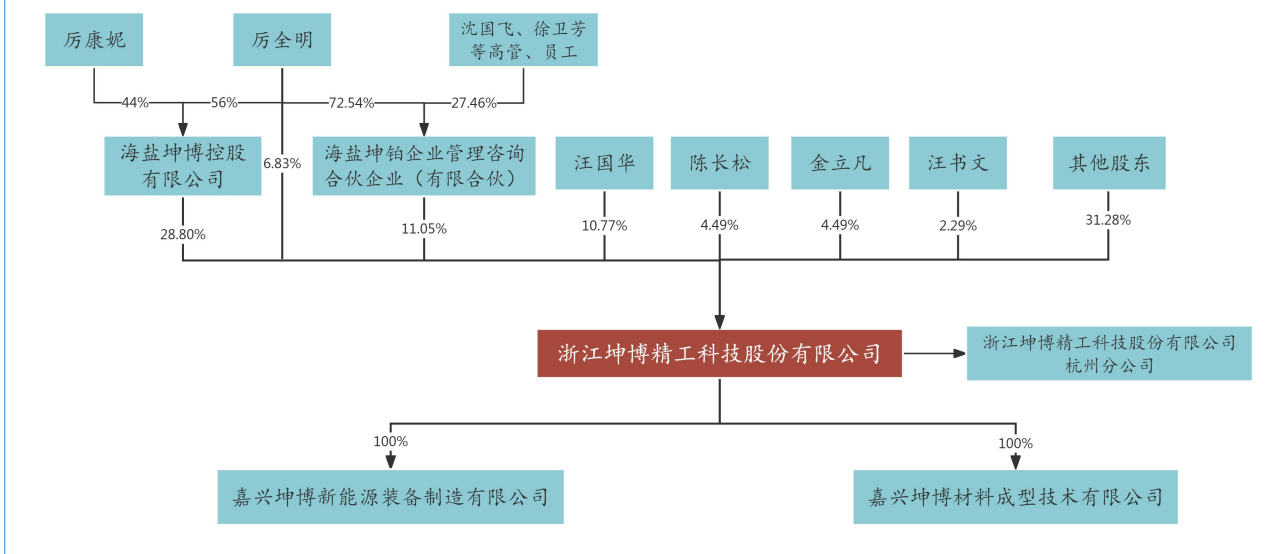 厉康妮
厉全明
沈国飞、徐卫芳
等高管、员工
44%
56%
72.54%
27.46%
海盐坤博控股
有限公司
6.83%
海盐坤铂企业管理咨询
合伙企业（有限合伙）
汪国华
陈长松
金立凡
汪书文
其他股东
28.80%
11.05%
10.77%
4.49%
4.49%
2.29%
31.28%
浙江坤博精工科技股份有限公司
浙江坤博精工科技股份有限公司
杭州分公司
100%
100%
嘉兴坤博新能源装备制造有限公司
嘉兴坤博材料成型技术有限公司